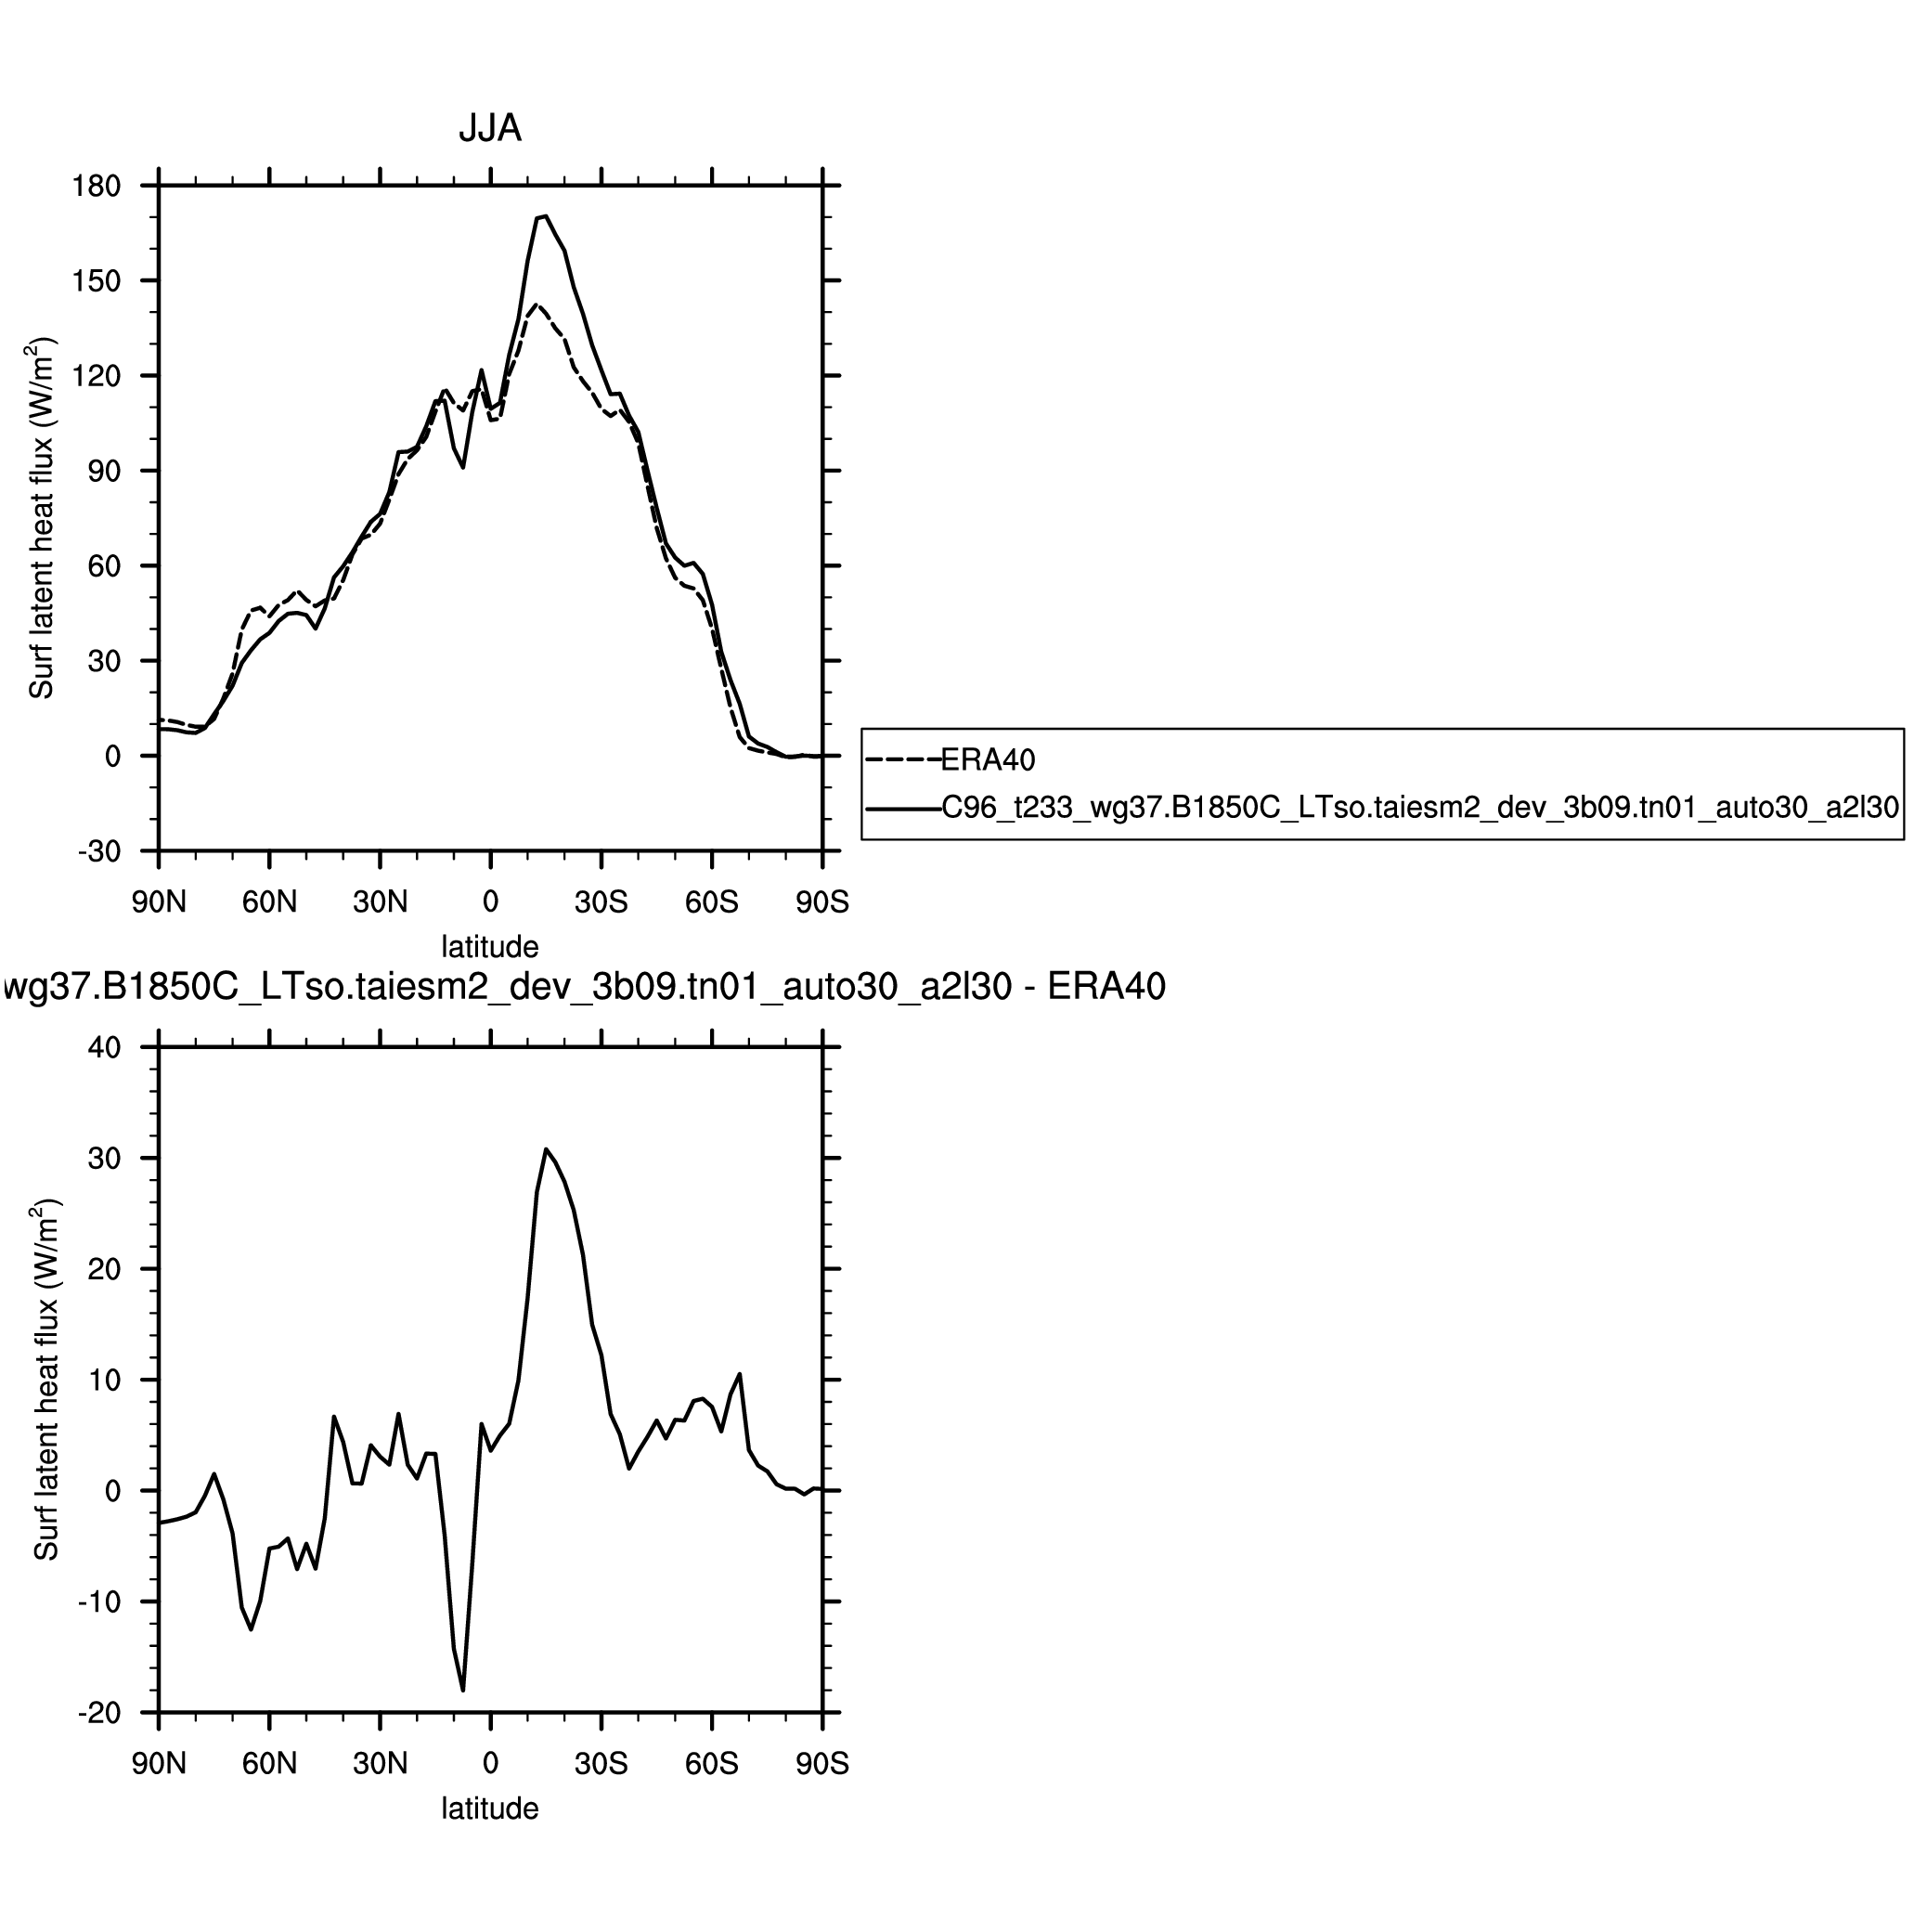 JJA
180
150
120
90
60
30
0
-30
Surf latent heat flux (W/m²)
90N 60N 30N 0 30S 60S 90S
latitude
ERA40
C96_t233_wg37.B1850C_LTso.taiesm2_dev_3b09.tn01_auto30_a2l30
wg37.B1850C_LTso.taiesm2_dev_3b09.tn01_auto30_a2l30 - ERA40
40
30
20
10
0
-10
-20
Surf latent heat flux (W/m²)
90N 60N 30N 0 30S 60S 90S
latitude